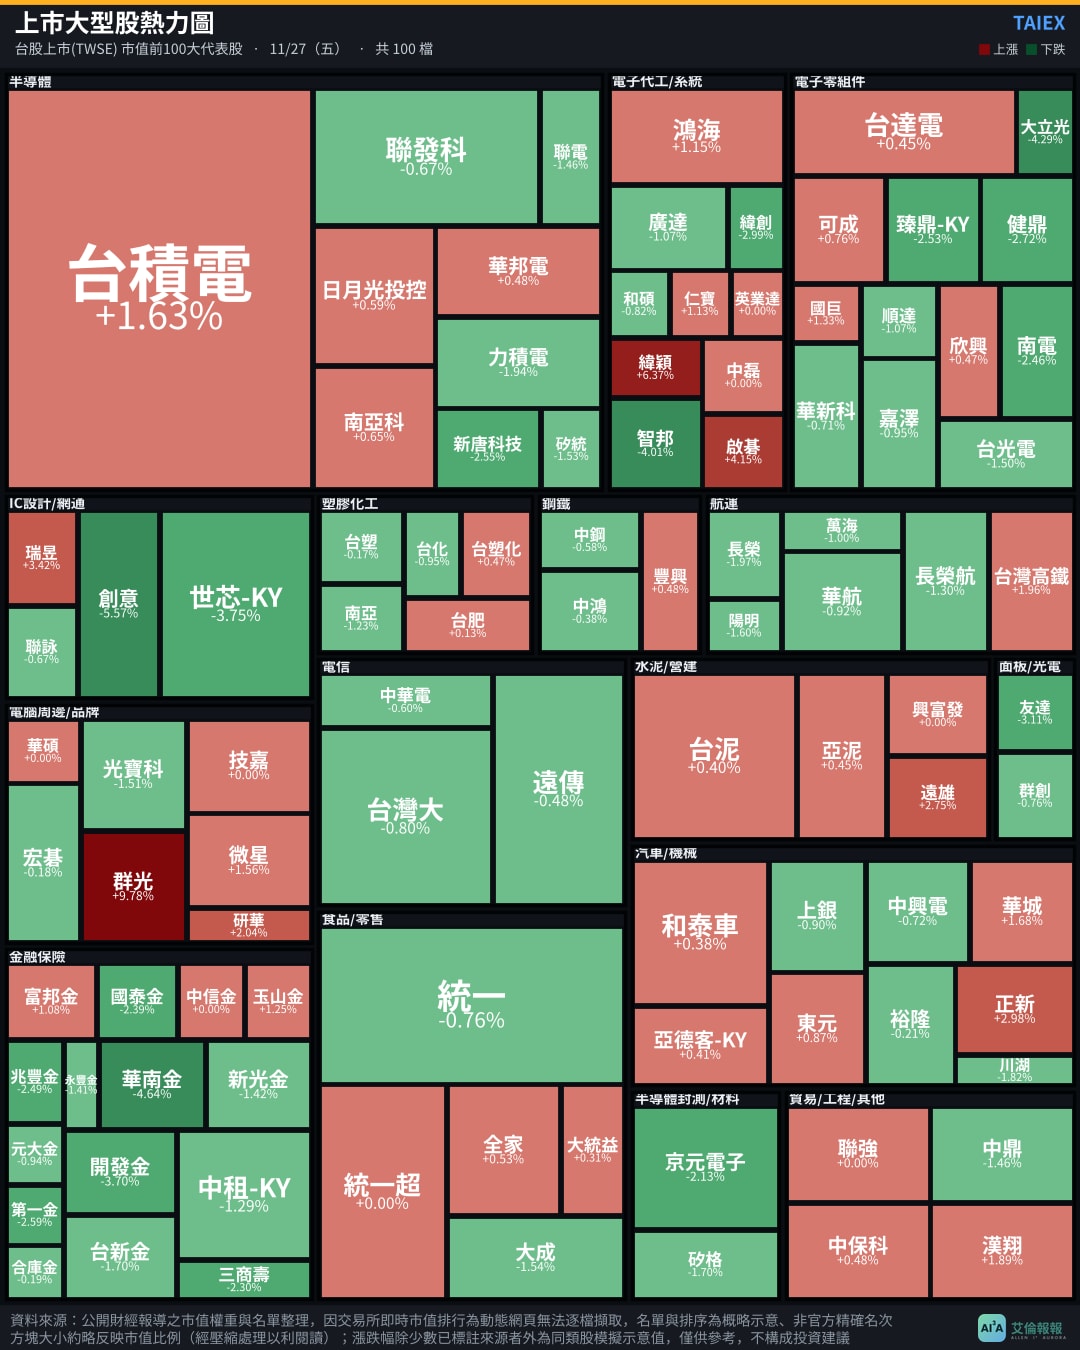 上市大型股熱力圖
TAIEX
台股上市(TWSE) 市值前100大代表股 · 11/27（五） · 共 100 檔
上漲 下跌
半導體
台積電
+1.63%
聯發科
-0.67%
聯電
-1.46%
日月光投控
+0.59%
華邦電
+0.48%
力積電
-1.94%
南亞科
+0.65%
新唐科技
-2.55%
矽統
-1.53%
電子代工/系統
鴻海
+1.15%
廣達
-1.07%
緯創
-2.99%
和碩
-0.82%
仁寶
+1.13%
英業達
+0.00%
緯穎
+6.37%
中磊
+0.00%
智邦
-4.01%
啟碁
+4.15%
電子零組件
台達電
+0.45%
大立光
-4.29%
可成
+0.76%
臻鼎-KY
-2.53%
健鼎
-2.72%
國巨
+1.33%
順達
-1.07%
欣興
+0.47%
南電
-2.46%
華新科
-0.71%
嘉澤
-0.95%
台光電
-1.50%
IC設計/網通
瑞昱
+3.42%
創意
-5.57%
世芯-KY
-3.75%
聯詠
-0.67%
塑膠化工
台塑
-0.17%
台化
-0.95%
台塑化
+0.47%
南亞
-1.23%
台肥
+0.13%
鋼鐵
中鋼
-0.58%
豐興
+0.48%
中鴻
-0.38%
航運
長榮
-1.97%
萬海
-1.00%
長榮航
-1.30%
台灣高鐵
+1.96%
華航
-0.92%
陽明
-1.60%
電信
中華電
-0.60%
遠傳
-0.48%
台灣大
-0.80%
水泥/營建
台泥
+0.40%
亞泥
+0.45%
興富發
+0.00%
遠雄
+2.75%
面板/光電
友達
-3.11%
群創
-0.76%
電腦周邊/品牌
華碩
+0.00%
光寶科
-1.51%
技嘉
+0.00%
宏碁
-0.18%
群光
+9.78%
微星
+1.56%
研華
+2.04%
汽車/機械
和泰車
+0.38%
上銀
-0.90%
中興電
-0.72%
華城
+1.68%
亞德客-KY
+0.41%
東元
+0.87%
裕隆
-0.21%
正新
+2.98%
川湖
-1.82%
食品/零售
統一
-0.76%
統一超
+0.00%
全家
+0.53%
大統益
+0.31%
大成
-1.54%
金融保險
富邦金
+1.08%
國泰金
-2.39%
中信金
+0.00%
玉山金
+1.25%
兆豐金
-2.49%
永豐金
-1.41%
華南金
-4.64%
新光金
-1.42%
元大金
-0.94%
開發金
-3.70%
中租-KY
-1.29%
第一金
-2.59%
台新金
-1.70%
合庫金
-0.19%
三商壽
-2.30%
半導體封測/材料
京元電子
-2.13%
矽格
-1.70%
貿易/工程/其他
聯強
+0.00%
中鼎
-1.46%
中保科
+0.48%
漢翔
+1.89%
資料來源：公開財經報導之市值權重與名單整理，因交易所即時市值排行為動態網頁無法逐檔擷取，名單與排序為概略示意、非官方精確名次
方塊大小約略反映市值比例（經壓縮處理以利閱讀）；漲跌幅除少數已標註來源者外為同類股模擬示意值，僅供參考，不構成投資建議
艾倫報報